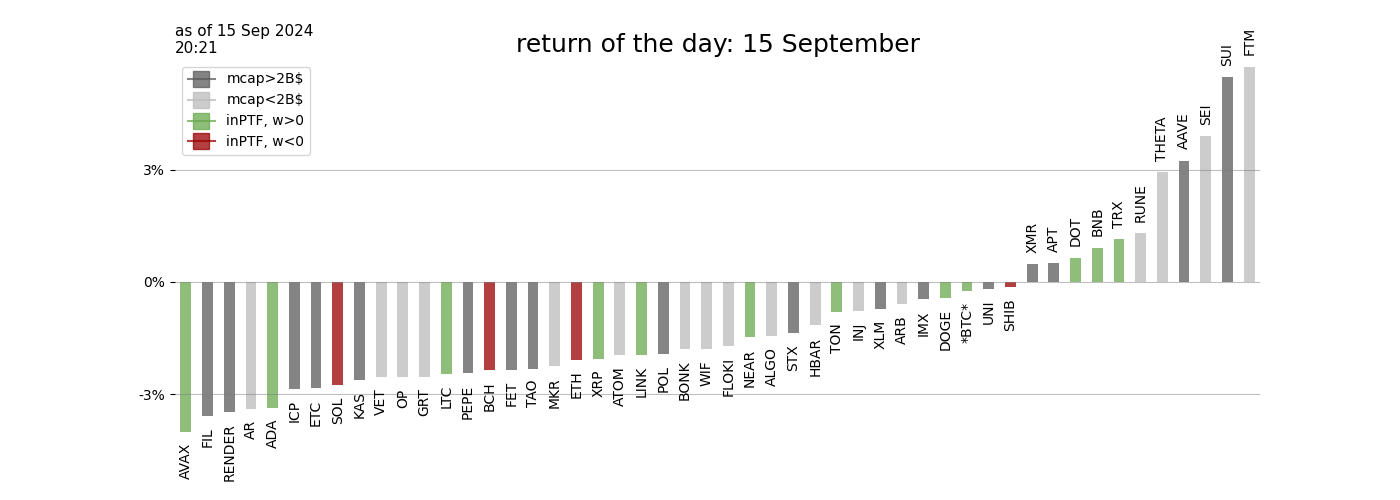 as of 15 Sep 2024
20:21
return of the day: 15 September
mcap>2B$
mcap<2B$
inPTF, w>0
inPTF, w<0
3%
0%
-3%
AVAX
FIL
RENDER
AR
ADA
ICP
ETC
SOL
KAS
VET
OP
GRT
LTC
PEPE
BCH
FET
TAO
MKR
ETH
XRP
ATOM
LINK
POL
BONK
WIF
FLOKI
NEAR
ALGO
STX
HBAR
TON
INJ
XLM
ARB
IMX
DOGE
*BTC*
UNI
SHIB
XMR
APT
DOT
BNB
TRX
RUNE
THETA
AAVE
SEI
SUI
FTM